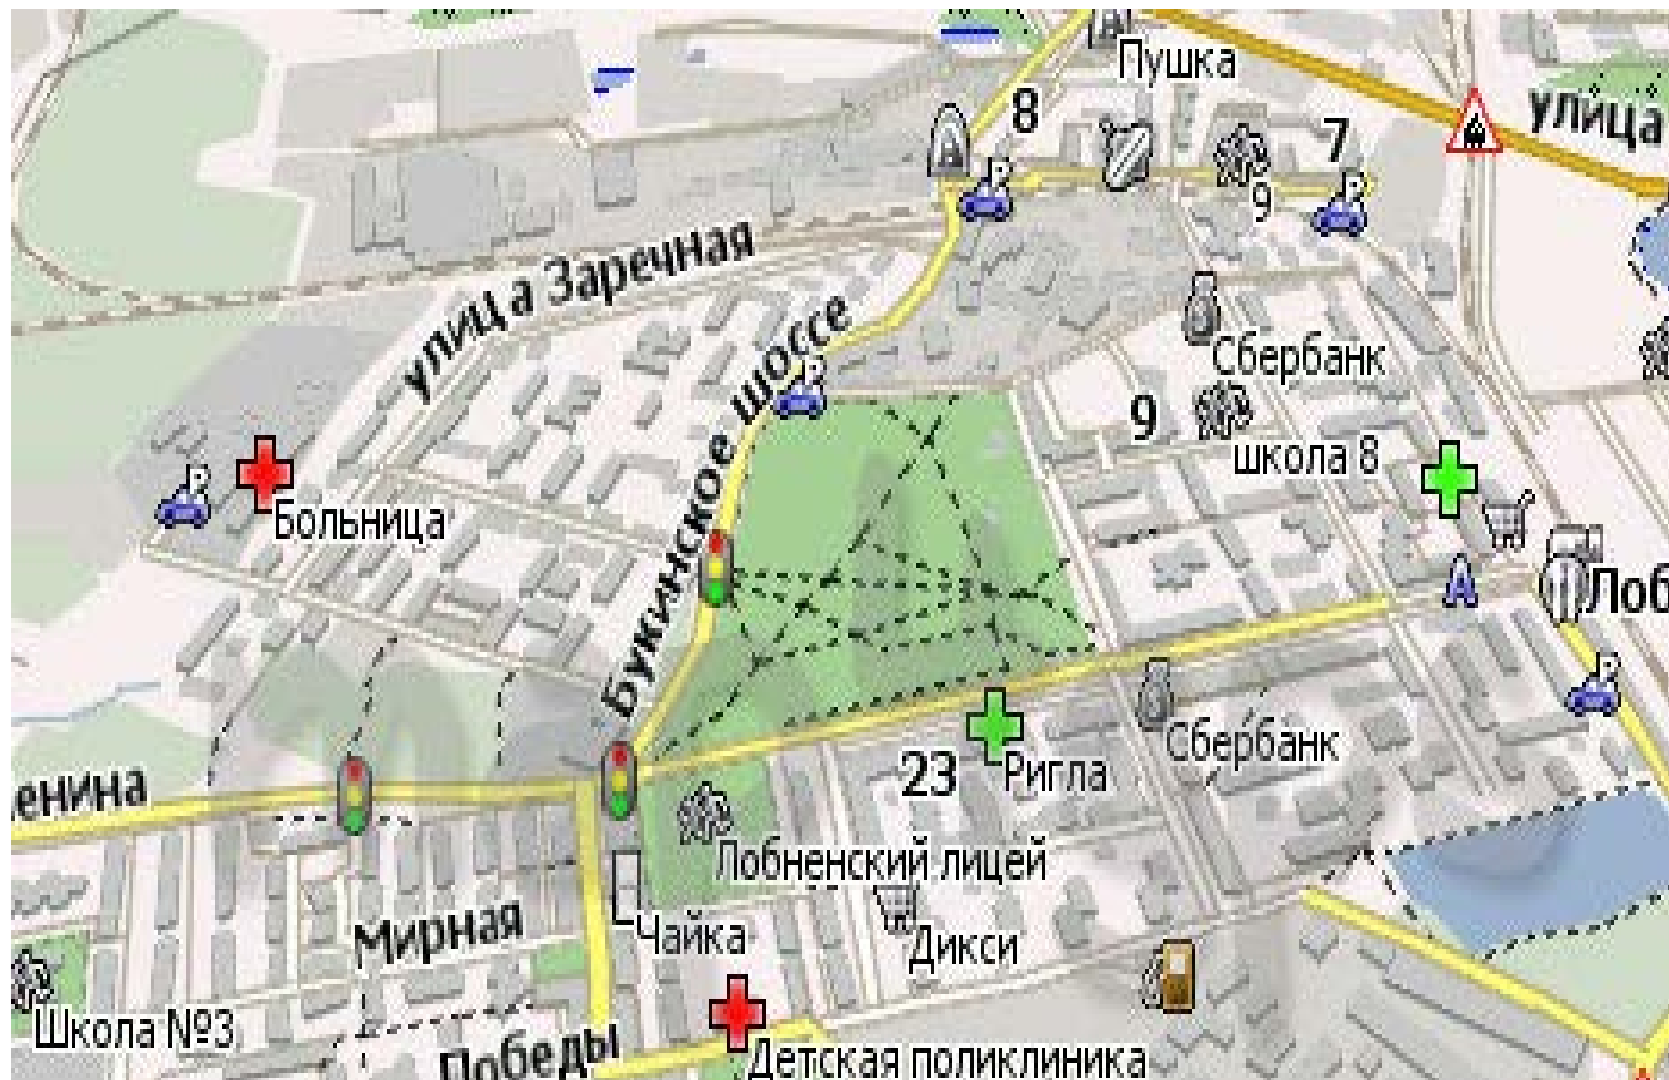 Пушка
8
улица
7
9
улица Заречная
Букинское шоссе
Сбербанк
9
школа 8
Больница
А
Лоб
Сбербанк
23
Ригла
енина
Лобненский лицей
Мирная
Чайка
Дикси
Школа №3
Победы
Детская поликлиника